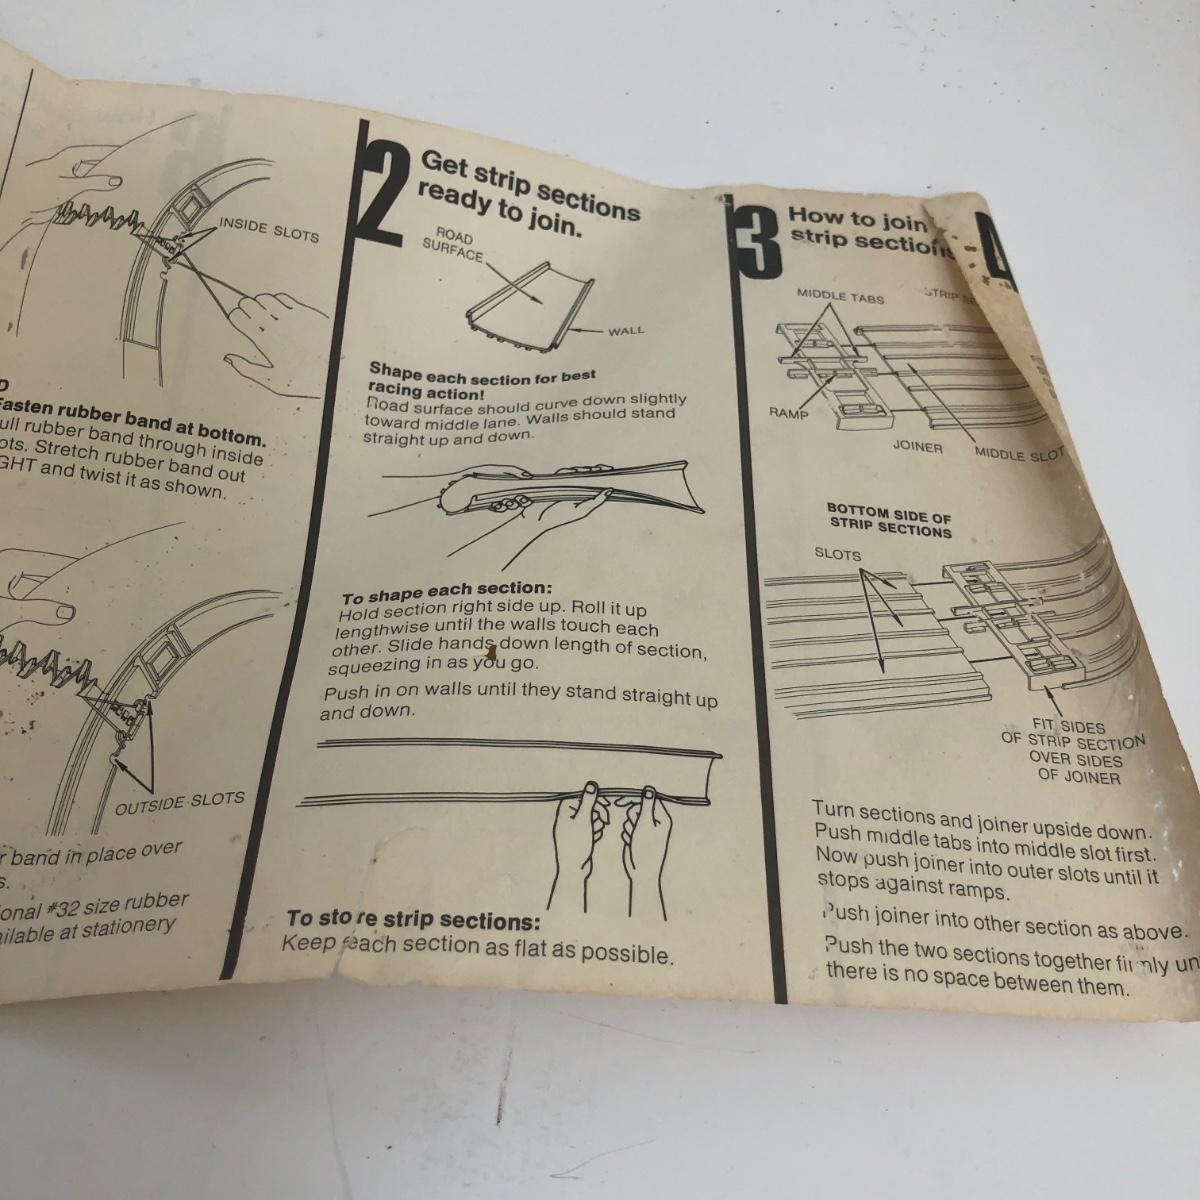 INSIDE SLOTS
Fasten rubber band at bottom.
ull rubber band through inside
ots. Stretch rubber band out
GHT and twist it as shown.
OUTSIDE SLOTS
r band in place over
s.
ional #32 size rubber
ailable at stationery
2
Get strip sections
ready to join.
ROAD
SURFACE
WALL
Shape each section for best
racing action!
Road surface should curve down slightly
toward middle lane. Walls should stand
straight up and down.
To shape each section:
Hold section right side up. Roll it up
lengthwise until the walls touch each
other. Slide hands down length of section,
squeezing in as you go.
Push in on walls until they stand straight up
and down.
To store strip sections:
Keep each section as flat as possible.
3
How to join
strip sections
MIDDLE TABS
STRIP SE
RAMP
JOINER
MIDDLE SLOT
BOTTOM SIDE OF
STRIP SECTIONS
SLOTS
FIT SIDES
OF STRIP SECTION
OVER SIDES
OF JOINER
Turn sections and joiner upside down.
Push middle tabs into middle slot first.
Now push joiner into outer slots until it
stops against ramps.
Push joiner into other section as above.
Push the two sections together firmly un
there is no space between them.